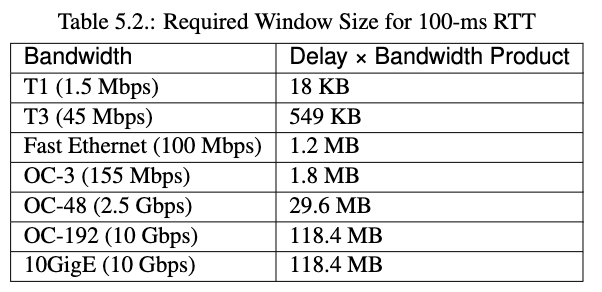 Table 5.2.: Required Window Size for 100-ms RTT
Bandwidth Delay × Bandwidth Product
T1 (1.5 Mbps) 18 KB
T3 (45 Mbps) 549 KB
Fast Ethernet (100 Mbps) 1.2 MB
OC-3 (155 Mbps) 1.8 MB
OC-48 (2.5 Gbps) 29.6 MB
OC-192 (10 Gbps) 118.4 MB
10GigE (10 Gbps) 118.4 MB